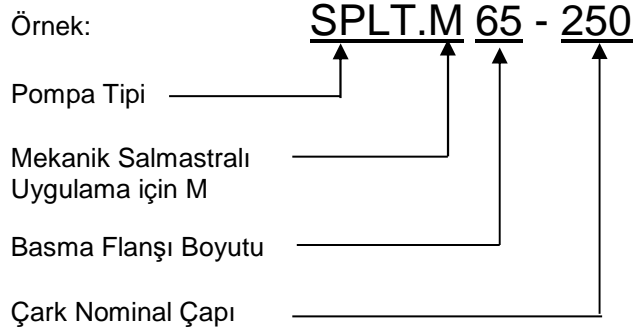 Örnek: SPLT.M 65 - 250
Pompa Tipi
Mekanik Salmastralı
Uygulama için M
Basma Flanşı Boyutu
Çark Nominal Çapı